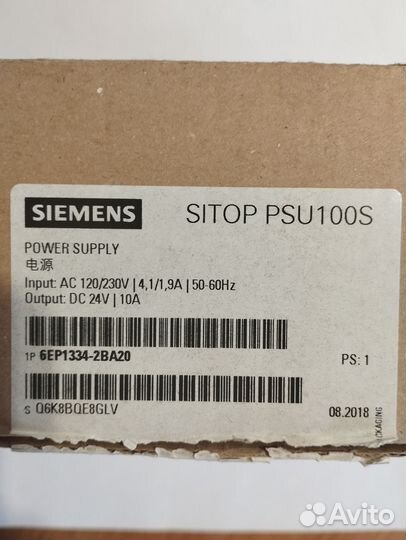 SIEMENS
SITOP PSU100S
POWER SUPPLY
电源
Input: AC 120/230V | 4,1/1,9A | 50-60Hz
Output: DC 24V | 10A
1P 6EP1334-2BA20
PS: 1
S Q6K8BQE8GLV
08.2018
PACKAGING
Avito